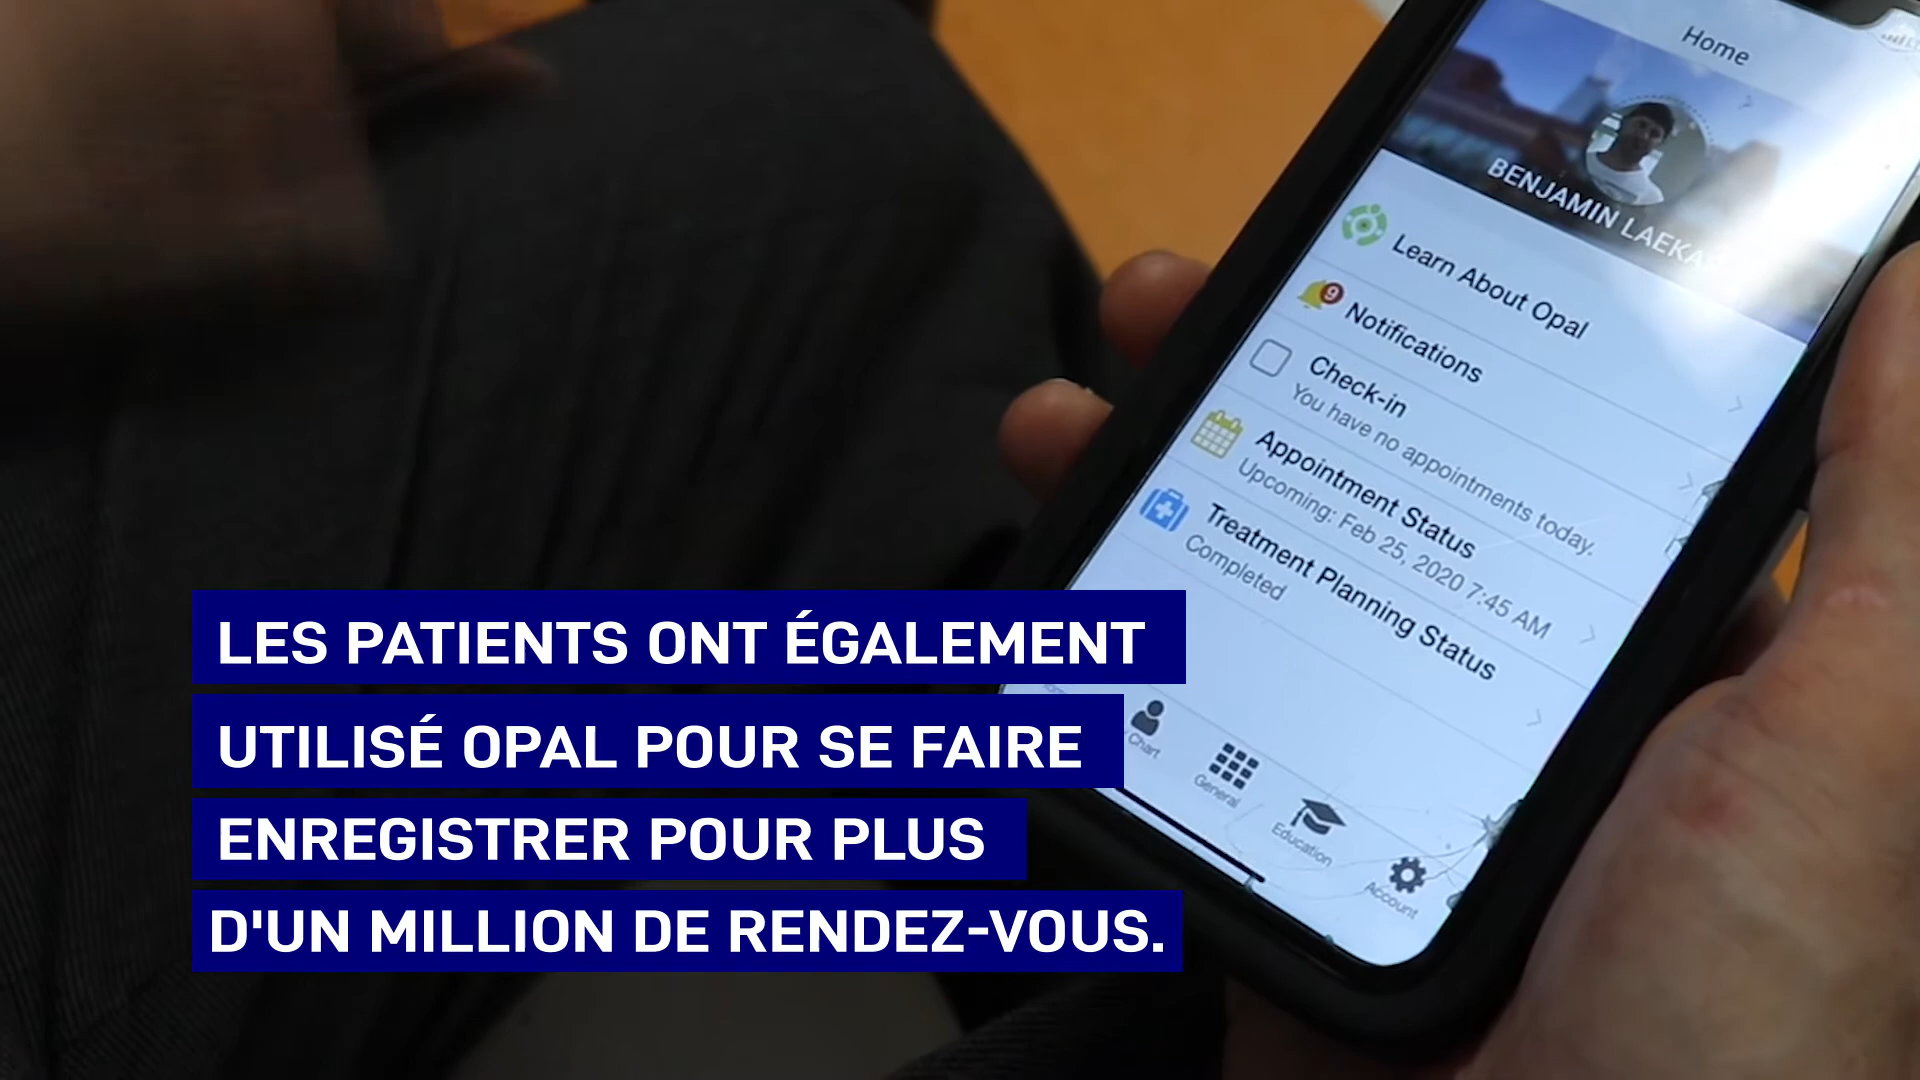 Home
BENJAMIN
Learn About Opal
9
Notifications
Check-in
You have no appointments today.
Appointment Status
Upcoming: Feb 25, 2020 7:45 AM
Treatment Planning Status
Completed
Chart
General
Education
Account
LES PATIENTS ONT ÉGALEMENT
UTILISÉ OPAL POUR SE FAIRE
ENREGISTRER POUR PLUS
D'UN MILLION DE RENDEZ-VOUS.